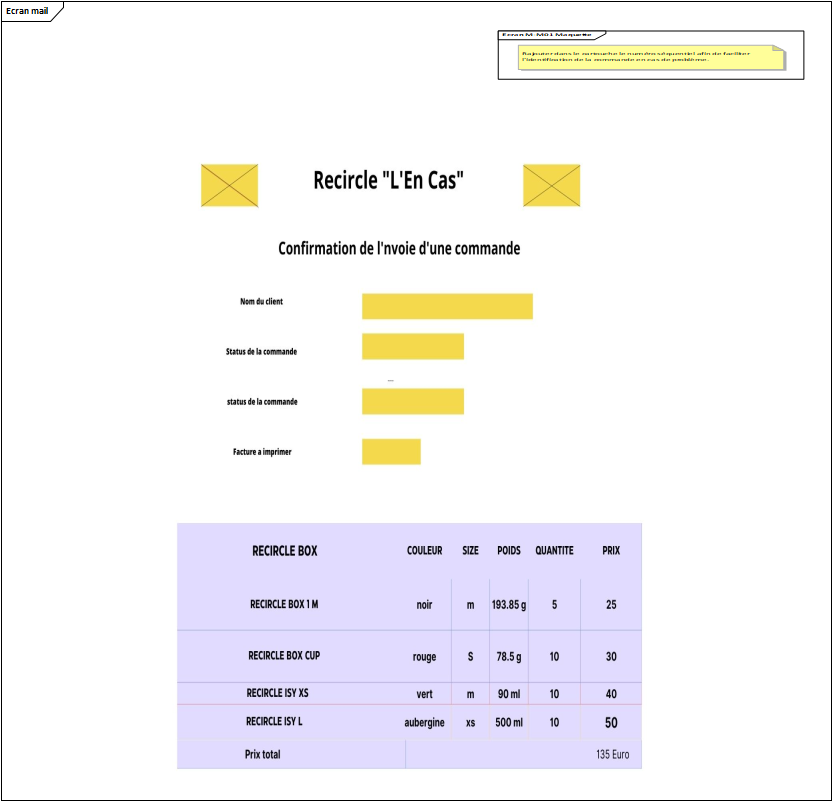 Ecran mail
Ecran M-M01 Maquette
Rajouter dans le cartouche le numéro séquentiel afin de faciliter
l'identification de la commande en cas de problème.
Recircle "L'En Cas"
Confirmation de l'nvoie d'une commande
Nom du client
Status de la commande
status de la commande
Facture a imprimer
RECIRCLE BOX COULEUR SIZE POIDS QUANTITE PRIX
RECIRCLE BOX 1 M noir m 193.85 g 5 25
RECIRCLE BOX CUP rouge S 78.5 g 10 30
RECIRCLE ISY XS vert m 90 ml 10 40
RECIRCLE ISY L aubergine xs 500 ml 10 50
Prix total 135 Euro